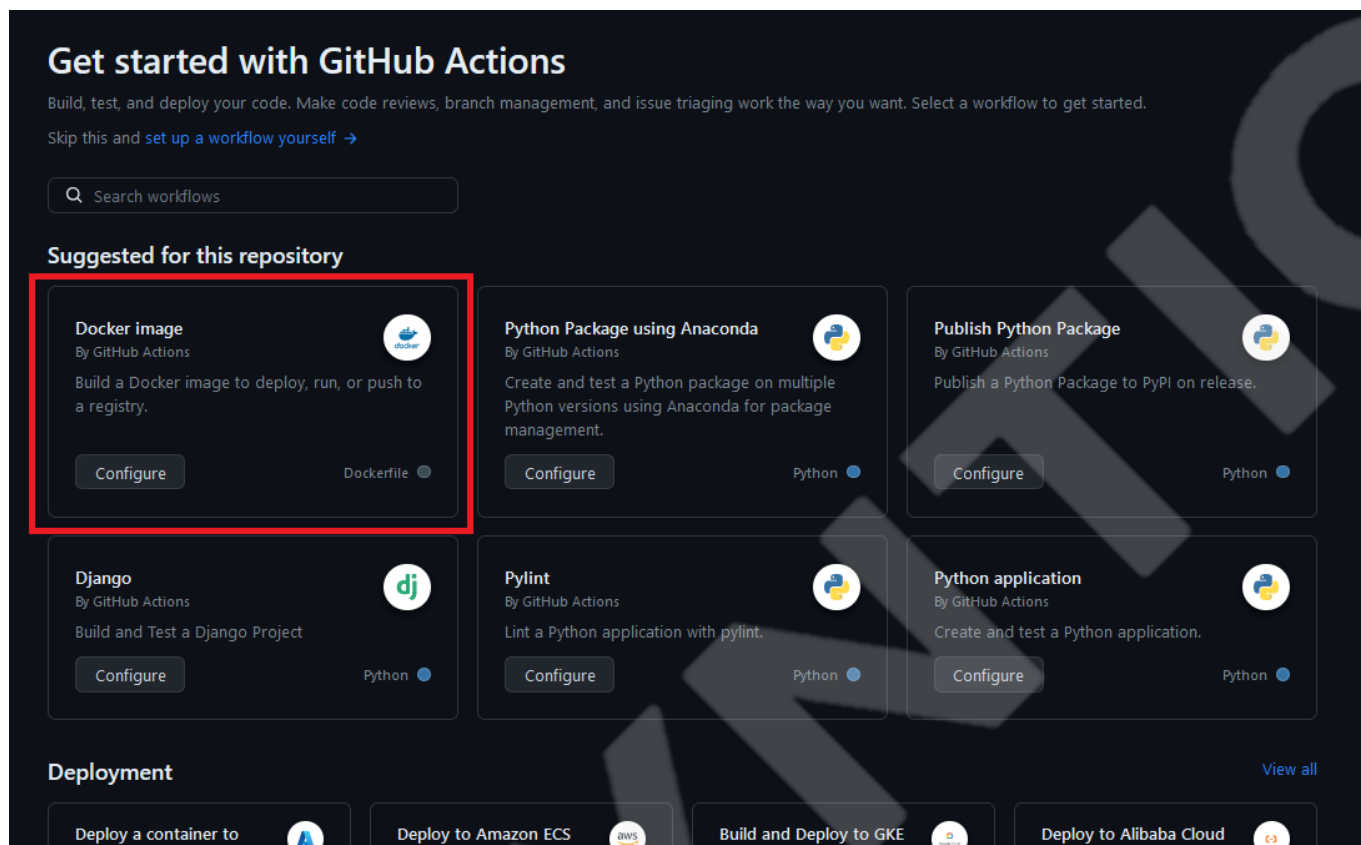 Get started with GitHub Actions
Build, test, and deploy your code. Make code reviews, branch management, and issue triaging work the way you want. Select a workflow to get started.
Skip this and set up a workflow yourself →
Search workflows
Suggested for this repository
Docker image
By GitHub Actions
Build a Docker image to deploy, run, or push to
a registry.
Configure
Dockerfile
docker
Python Package using Anaconda
By GitHub Actions
Create and test a Python package on multiple
Python versions using Anaconda for package
management.
Configure
Python
Publish Python Package
By GitHub Actions
Publish a Python Package to PyPI on release.
Configure
Python
Django
By GitHub Actions
Build and Test a Django Project
Configure
Python
dj
Pylint
By GitHub Actions
Lint a Python application with pylint.
Configure
Python
Python application
By GitHub Actions
Create and test a Python application.
Configure
Python
Deployment
View all
Deploy a container to
Deploy to Amazon ECS
aws
Build and Deploy to GKE
Deploy to Alibaba Cloud